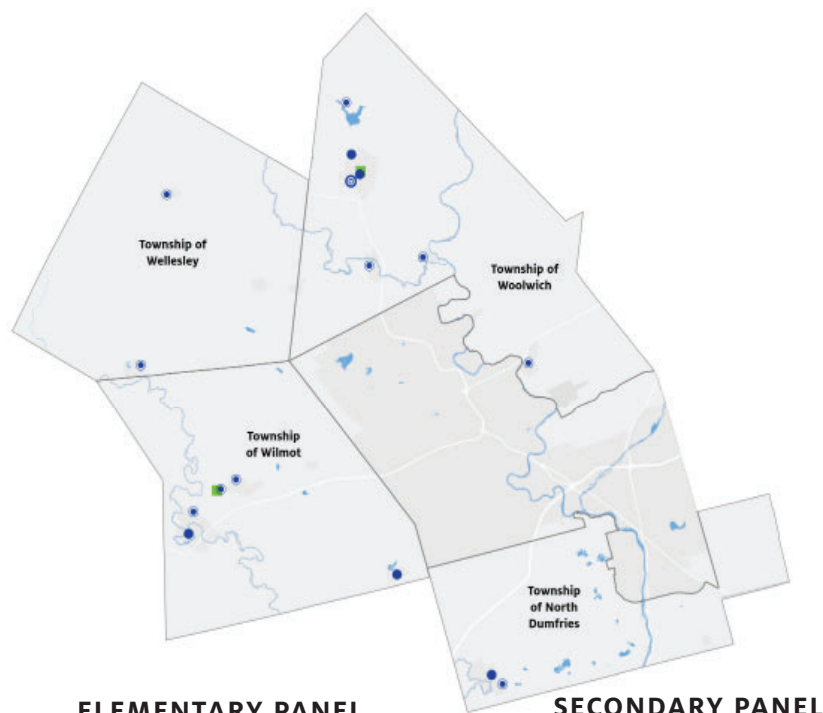 Township of
Wellesley
Township of
Woolwich
Township
of Wilmot
Township
of North
Dumfries
ELEMENTARY PANEL
SECONDARY PANEL